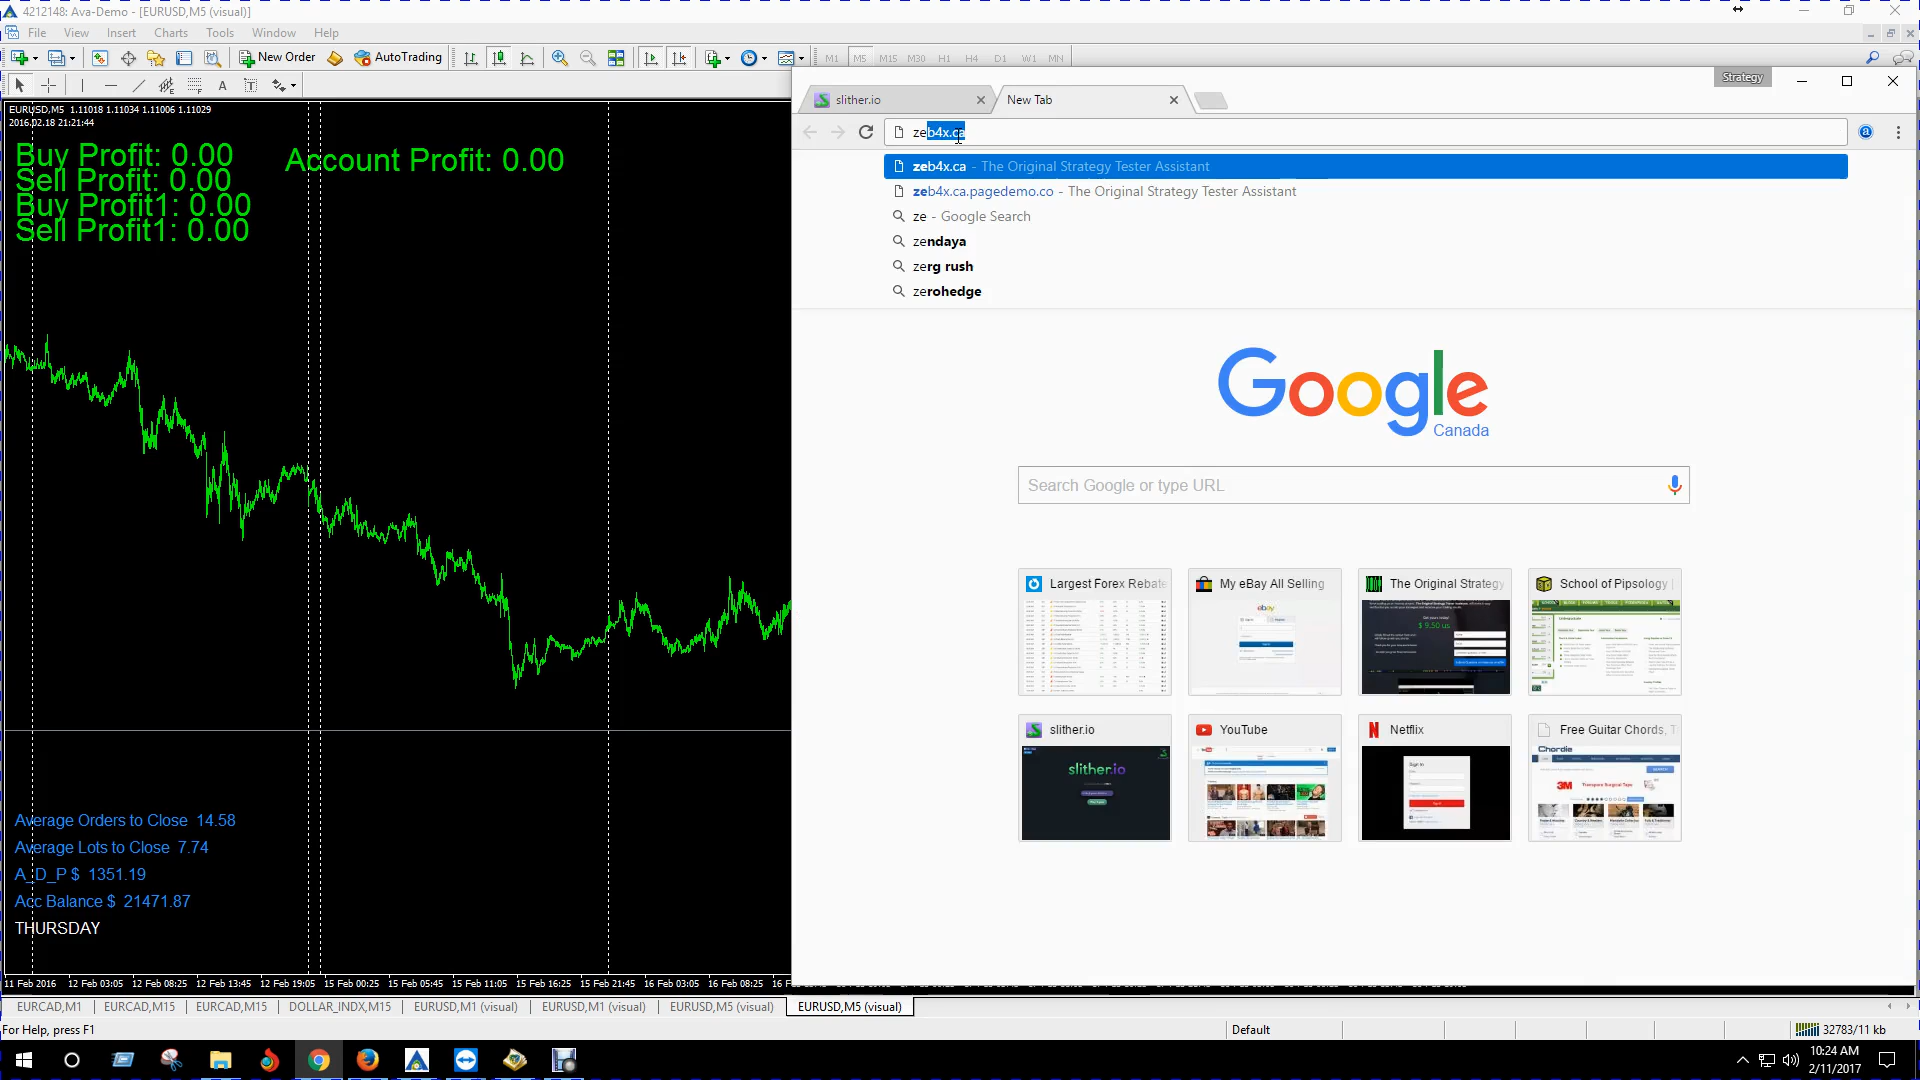 4212148: Ava-Demo - [EURUSD,M5 (visual)]
File View Insert Charts Tools Window Help
New Order AutoTrading M1 M5 M15 M30 H1 H4 D1 W1 MN
A T
Strategy
slither.io New Tab
zeb4x.ca
EURUSD,M5 1.11018 1.11034 1.11006 1.11029
2016.02.18 21:21:44
Buy Profit: 0.00
Account Profit: 0.00
Sell Profit: 0.00
Buy Profit1: 0.00
Sell Profit1: 0.00
zeb4x.ca - The Original Strategy Tester Assistant
zeb4x.ca.pagedemo.co - The Original Strategy Tester Assistant
ze - Google Search
zendaya
zerg rush
zerohedge
Google
Canada
Search Google or type URL
Largest Forex Rebate
My eBay All Selling
The Original Strategy
School of Pipsology |
ebay
$ 9.50 us
slither.io
YouTube
Netflix
Free Guitar Chords, T
slither.io
Sign In
Chordie
3M
Average Orders to Close 14.58
Average Lots to Close 7.74
A_D_P $ 1351.19
Acc Balance $ 21471.87
THURSDAY
11 Feb 2016 12 Feb 03:05 12 Feb 08:25 12 Feb 13:45 12 Feb 19:05 15 Feb 00:25 15 Feb 05:45 15 Feb 11:05 15 Feb 16:25 15 Feb 21:45 16 Feb 03:05 16 Feb 08:25
EURCAD,M1 EURCAD,M15 EURCAD,M15 DOLLAR_INDX,M15 EURUSD,M1 (visual) EURUSD,M1 (visual) EURUSD,M5 (visual) EURUSD,M5 (visual)
For Help, press F1
Default
32783/11 kb
10:24 AM
2/11/2017